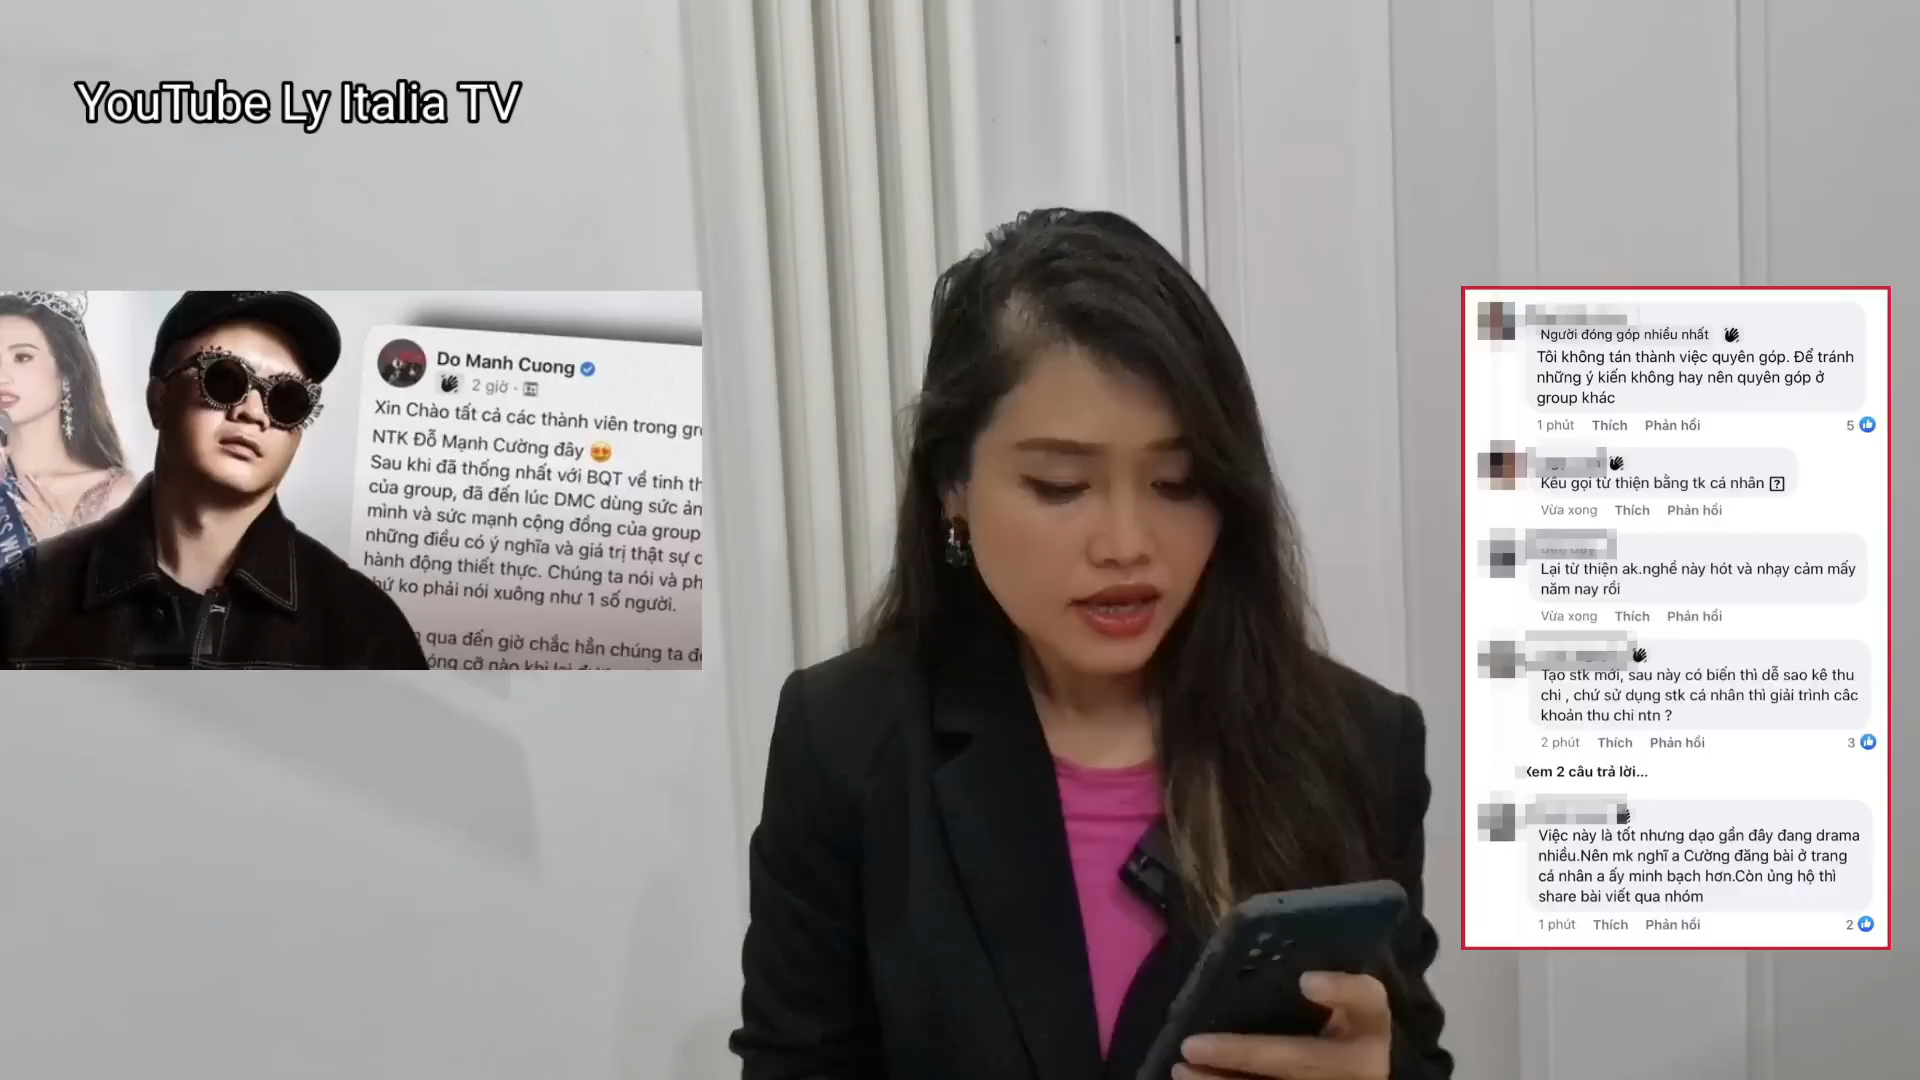 YouTube Ly Italia TV
Do Manh Cuong
2 giờ
Xin Chào tất cả các thành viên trong
NTK Đỗ Mạnh Cường đây
Sau khi đã thống nhất với BQT về tinh
của group, đã đến lúc DMC dùng sức
mình và sức mạnh cộng đồng của group
những điều có ý nghĩa và giá trị thật sự
hành động thiết thực. Chúng ta nói và
ko phải nói xuông như 1 số người.
qua đến giờ chắc hẳn chúng ta
Người đóng góp nhiều nhất
Tôi không tán thành việc quyên góp. Để tránh
những ý kiến không hay nên quyên góp ở
group khác
1 phút Thích Phản hồi 5
Kêu gọi từ thiện bằng tk cá nhân
Vừa xong Thích Phản hồi
Lại từ thiện ak.nghề này hót và nhạy cảm mấy
năm nay rồi
Vừa xong Thích Phản hồi
Tạo stk mới, sau này có biến thì dễ sao kê thu
chi , chứ sử dụng stk cá nhân thì giải trình câc
khoản thu chi ntn ?
2 phút Thích Phản hồi 3
Xem 2 câu trả lời...
Việc này là tốt nhưng dạo gần đây đang drama
nhiều.Nên mk nghĩ a Cường đăng bài ở trang
cá nhân a ấy minh bạch hơn.Còn ủng hộ thì
share bài viết qua nhóm
1 phút Thích Phản hồi 2